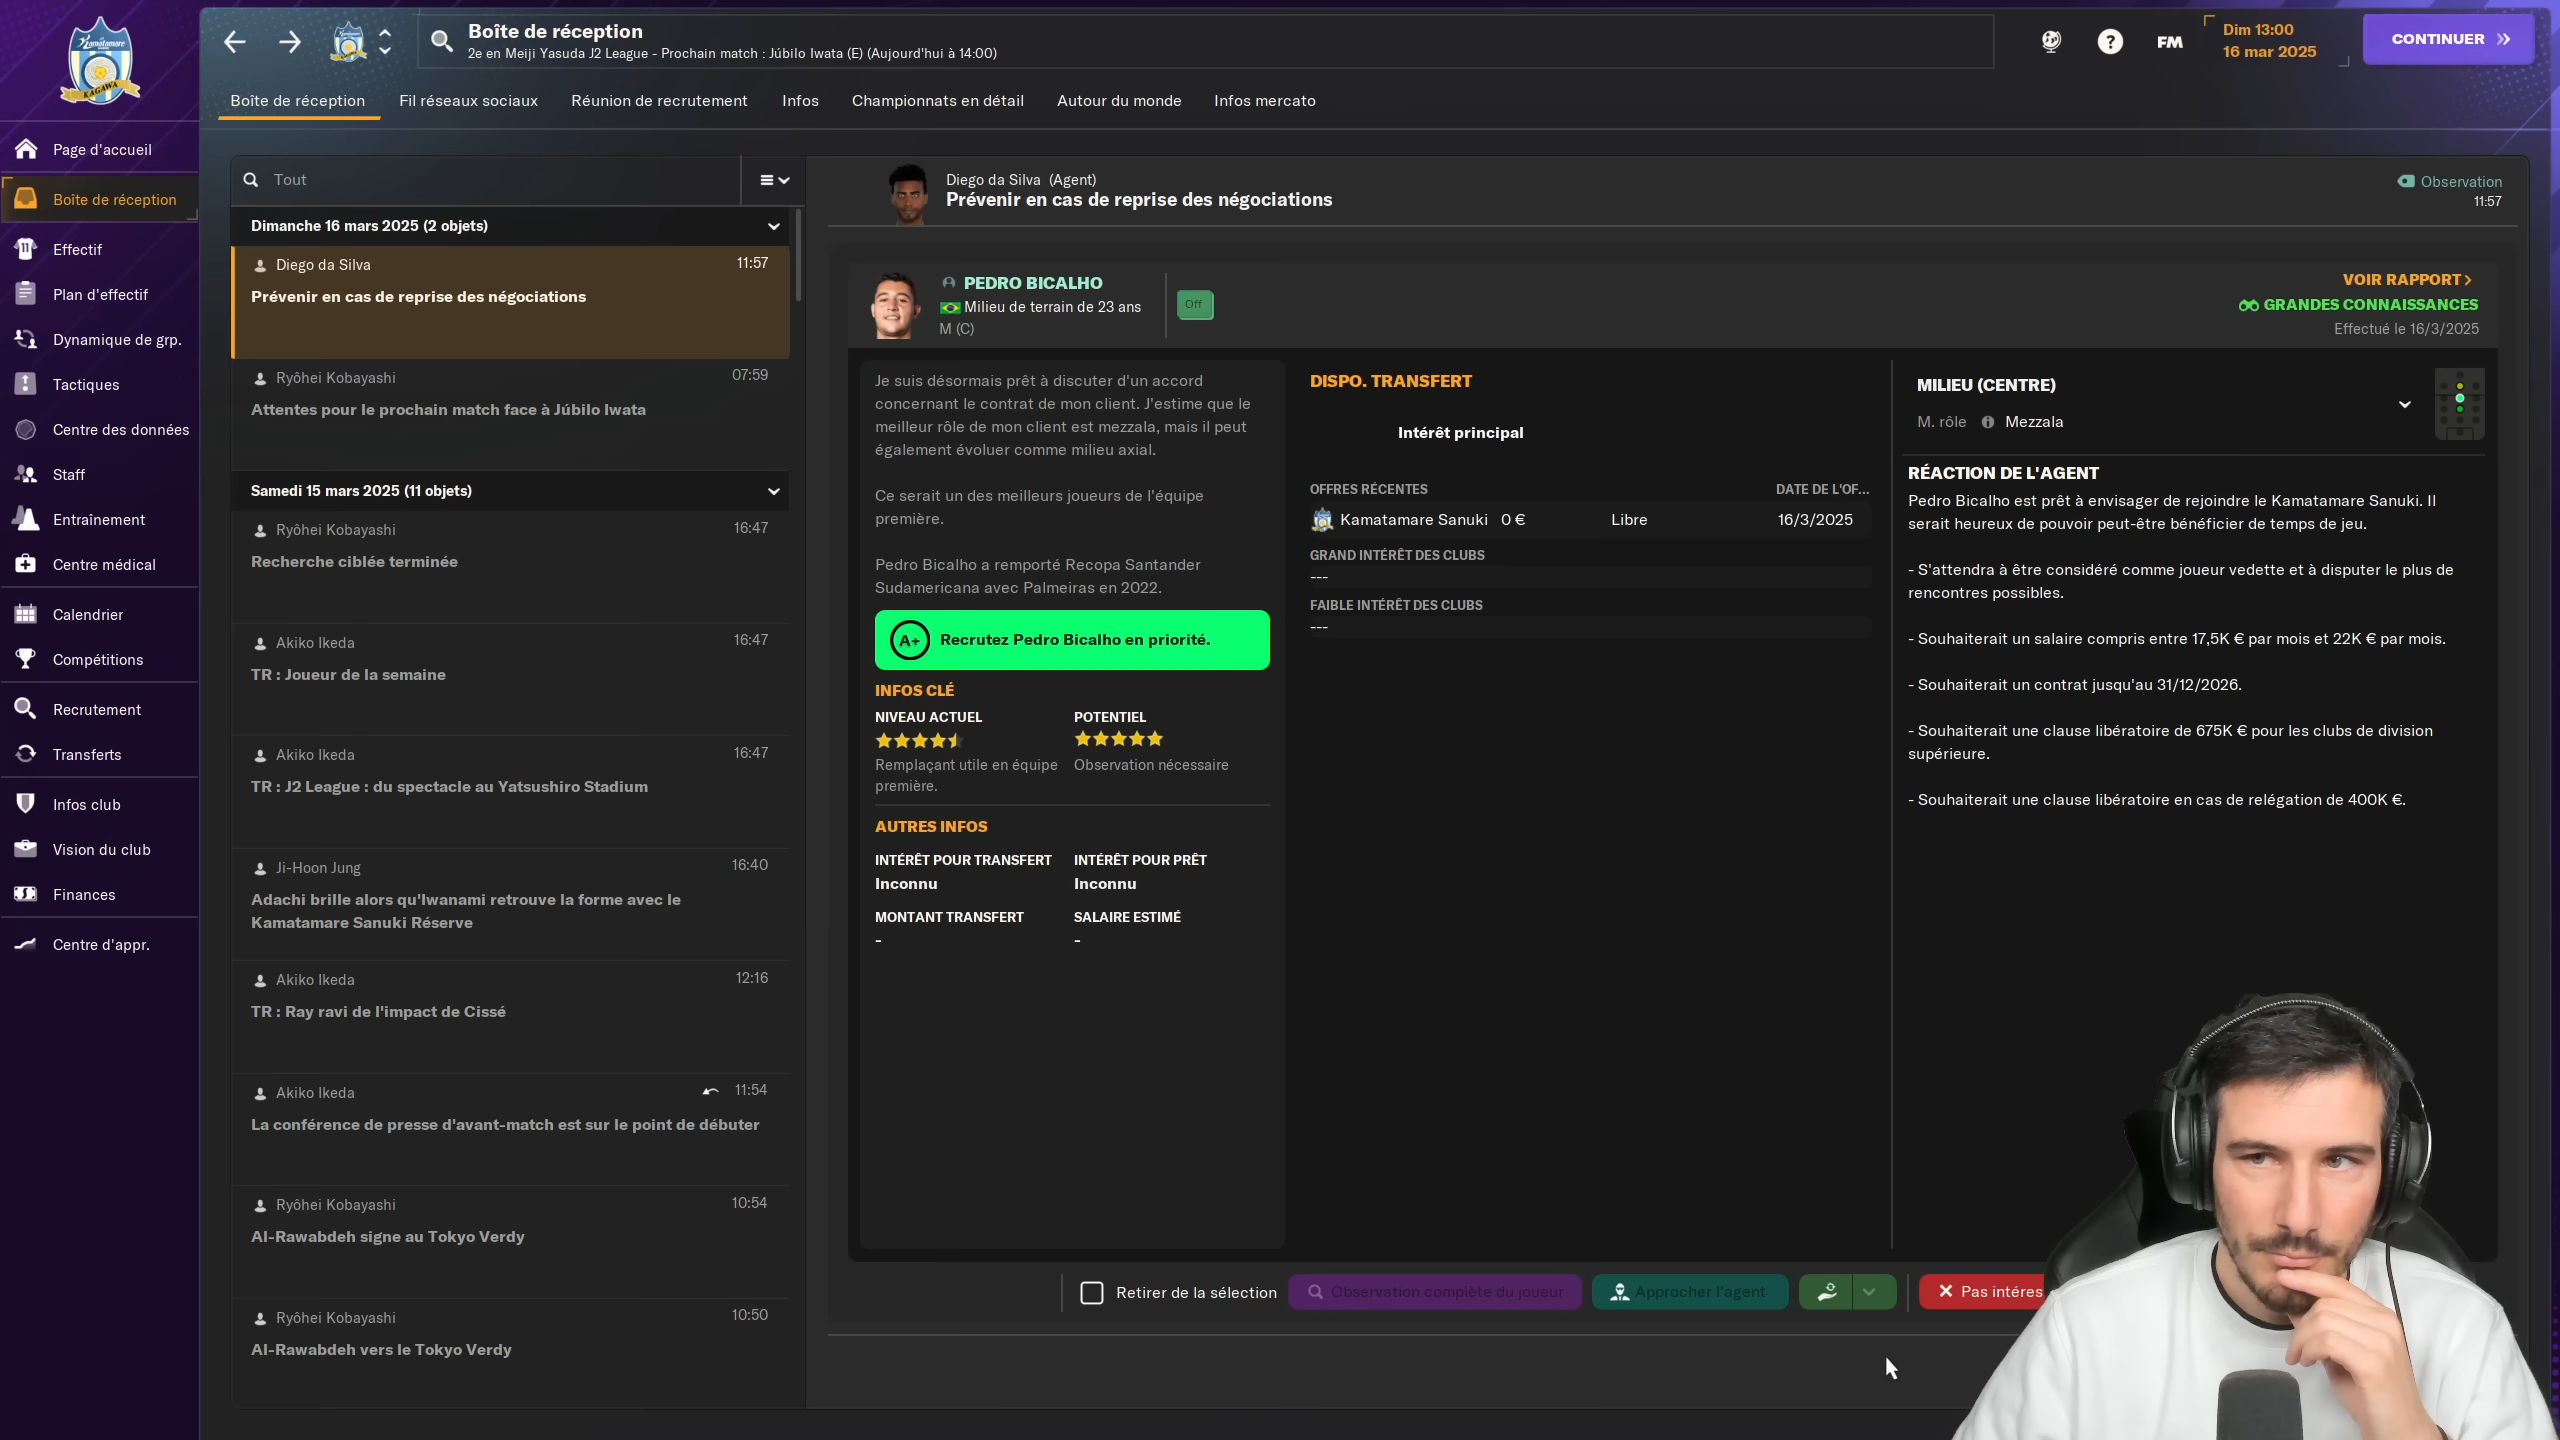 Kamatamare
KAGAWA
Boîte de réception
2e en Meiji Yasuda J2 League - Prochain match : Júbilo Iwata (E) (Aujourd'hui à 14:00)
FM
Dim 13:00
16 mar 2025
CONTINUER
Boîte de réception
Fil réseaux sociaux
Réunion de recrutement
Infos
Championnats en détail
Autour du monde
Infos mercato
Page d'accueil
Boîte de réception
Effectif
Plan d'effectif
Dynamique de grp.
Tactiques
Centre des données
Staff
Entraînement
Centre médical
Calendrier
Compétitions
Recrutement
Transferts
Infos club
Vision du club
Finances
Centre d'appr.
Tout
Dimanche 16 mars 2025 (2 objets)
Diego da Silva 11:57
Prévenir en cas de reprise des négociations
Ryôhei Kobayashi 07:59
Attentes pour le prochain match face à Júbilo Iwata
Samedi 15 mars 2025 (11 objets)
Ryôhei Kobayashi 16:47
Recherche ciblée terminée
Akiko Ikeda 16:47
TR : Joueur de la semaine
Akiko Ikeda 16:47
TR : J2 League : du spectacle au Yatsushiro Stadium
Ji-Hoon Jung 16:40
Adachi brille alors qu'Iwanami retrouve la forme avec le
Kamatamare Sanuki Réserve
Akiko Ikeda 12:16
TR : Ray ravi de l'impact de Cissé
Akiko Ikeda 11:54
La conférence de presse d'avant-match est sur le point de débuter
Ryôhei Kobayashi 10:54
Al-Rawabdeh signe au Tokyo Verdy
Ryôhei Kobayashi 10:50
Al-Rawabdeh vers le Tokyo Verdy
Diego da Silva (Agent)
Prévenir en cas de reprise des négociations
Observation
11:57
PEDRO BICALHO
Milieu de terrain de 23 ans
M (C)
Off
VOIR RAPPORT
GRANDES CONNAISSANCES
Effectué le 16/3/2025
Je suis désormais prêt à discuter d'un accord
concernant le contrat de mon client. J'estime que le
meilleur rôle de mon client est mezzala, mais il peut
également évoluer comme milieu axial.
Ce serait un des meilleurs joueurs de l'équipe
première.
Pedro Bicalho a remporté Recopa Santander
Sudamericana avec Palmeiras en 2022.
A+ Recrutez Pedro Bicalho en priorité.
INFOS CLÉ
NIVEAU ACTUEL POTENTIEL
Remplaçant utile en équipe
première.
Observation nécessaire
AUTRES INFOS
INTÉRÊT POUR TRANSFERT INTÉRÊT POUR PRÊT
Inconnu Inconnu
MONTANT TRANSFERT SALAIRE ESTIMÉ
- -
DISPO. TRANSFERT
Intérêt principal
OFFRES RÉCENTES DATE DE L'OF...
Kamatamare Sanuki 0 € Libre 16/3/2025
GRAND INTÉRÊT DES CLUBS
---
FAIBLE INTÉRÊT DES CLUBS
---
MILIEU (CENTRE)
M. rôle Mezzala
RÉACTION DE L'AGENT
Pedro Bicalho est prêt à envisager de rejoindre le Kamatamare Sanuki. Il
serait heureux de pouvoir peut-être bénéficier de temps de jeu.
- S'attendra à être considéré comme joueur vedette et à disputer le plus de
rencontres possibles.
- Souhaiterait un salaire compris entre 17,5K € par mois et 22K € par mois.
- Souhaiterait un contrat jusqu'au 31/12/2026.
- Souhaiterait une clause libératoire de 675K € pour les clubs de division
supérieure.
- Souhaiterait une clause libératoire en cas de relégation de 400K €.
Retirer de la sélection
Observation complète du joueur
Approcher l'agent
Pas intéres